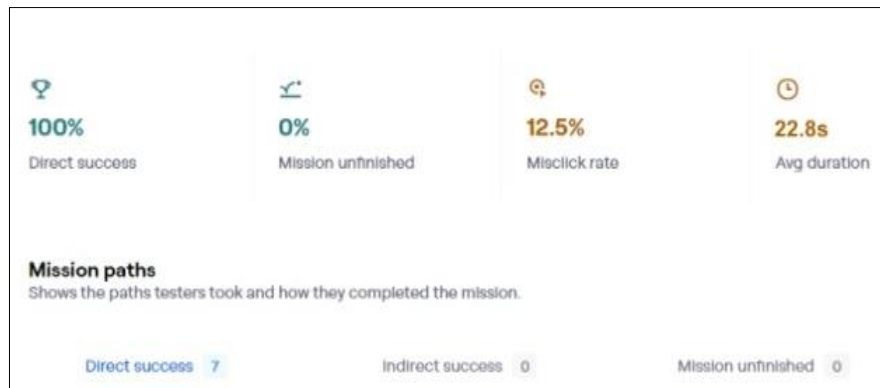 100%
0%
12.5%
22.8s
Direct success
Mission unfinished
Misclick rate
Avg duration
Mission paths
Shows the paths testers took and how they completed the mission.
Direct success 7
Indirect success 0
Mission unfinished 0